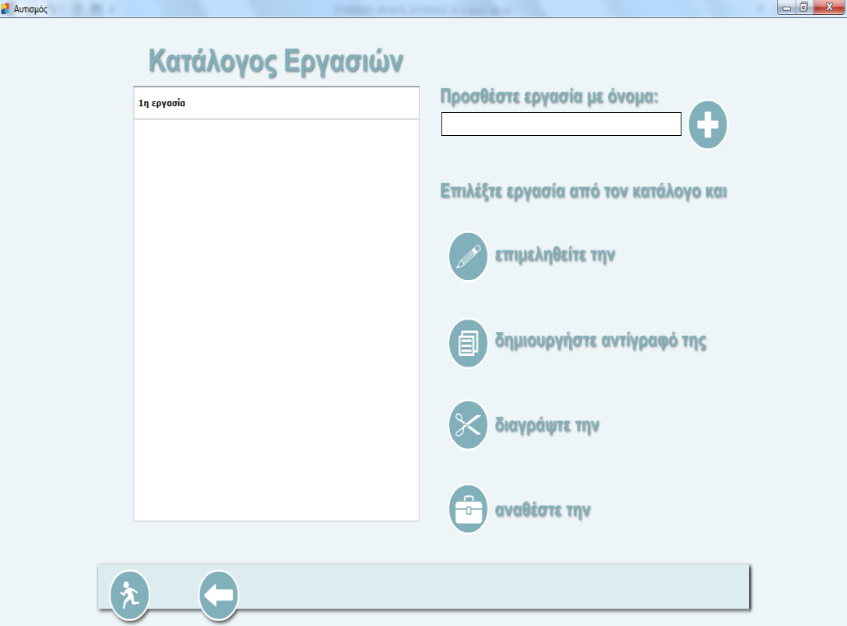 Αυτισμός
Κατάλογος Εργασιών
1η εργασία
Προσθέστε εργασία με όνομα:
Επιλέξτε εργασία από τον κατάλογο και
επιμεληθείτε την
δημιουργήστε αντίγραφό της
διαγράψτε την
αναθέστε την